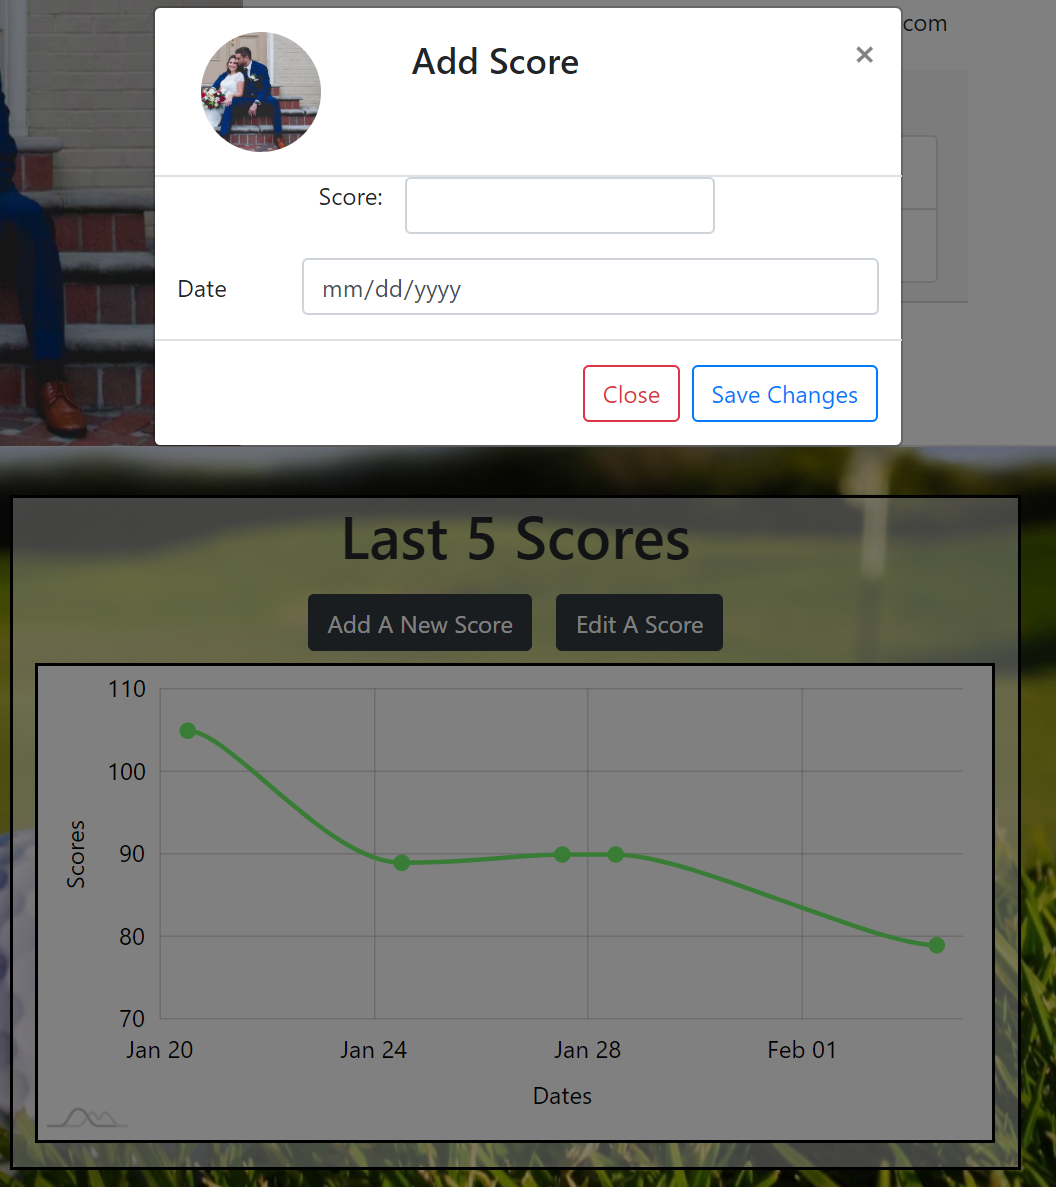 com
Add Score
×
Score:
Date
mm/dd/yyyy
Close
Save Changes
Last 5 Scores
Add A New Score
Edit A Score
110
100
90
80
70
Scores
Jan 20
Jan 24
Jan 28
Feb 01
Dates